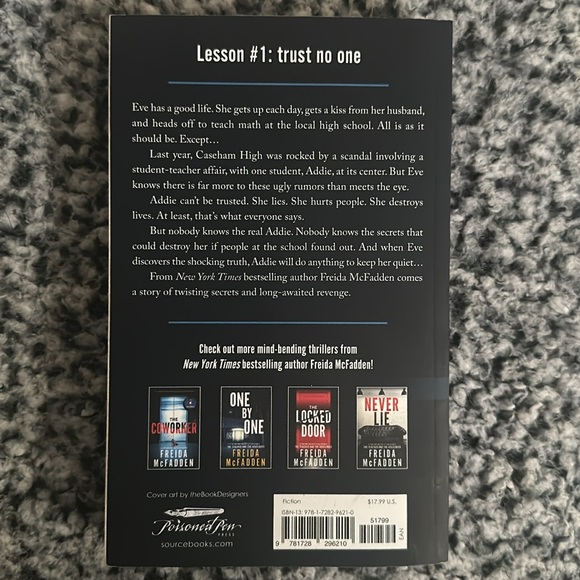 Lesson #1: trust no one
Eve has a good life. She gets up each day, gets a kiss from her husband,
and heads off to teach math at the local high school. All is as it
should be. Except…
Last year, Caseham High was rocked by a scandal involving a
student-teacher affair, with one student, Addie, at its center. But Eve
knows there is far more to these ugly rumors than meets the eye.
Addie can't be trusted. She lies. She hurts people. She destroys
lives. At least, that's what everyone says.
But nobody knows the real Addie. Nobody knows the secrets that
could destroy her if people at the school found out. And when Eve
discovers the shocking truth, Addie will do anything to keep her quiet…
From New York Times bestselling author Freida McFadden comes
a story of twisting secrets and long-awaited revenge.
Check out more mind-bending thrillers from
New York Times bestselling author Freida McFadden!
THE
COWORKER
FREIDA
McFADDEN
ONE
BY
ONE
FREIDA
McFADDEN
THE
LOCKED
DOOR
FREIDA
McFADDEN
NEVER
LIE
FREIDA
McFADDEN
Cover art by theBookDesigners
Poisoned Pen
PRESS
sourcebooks.com
Fiction
$17.99 U.S.
ISBN-13: 978-1-7282-9621-0
51799
EAN
9 781728 296210